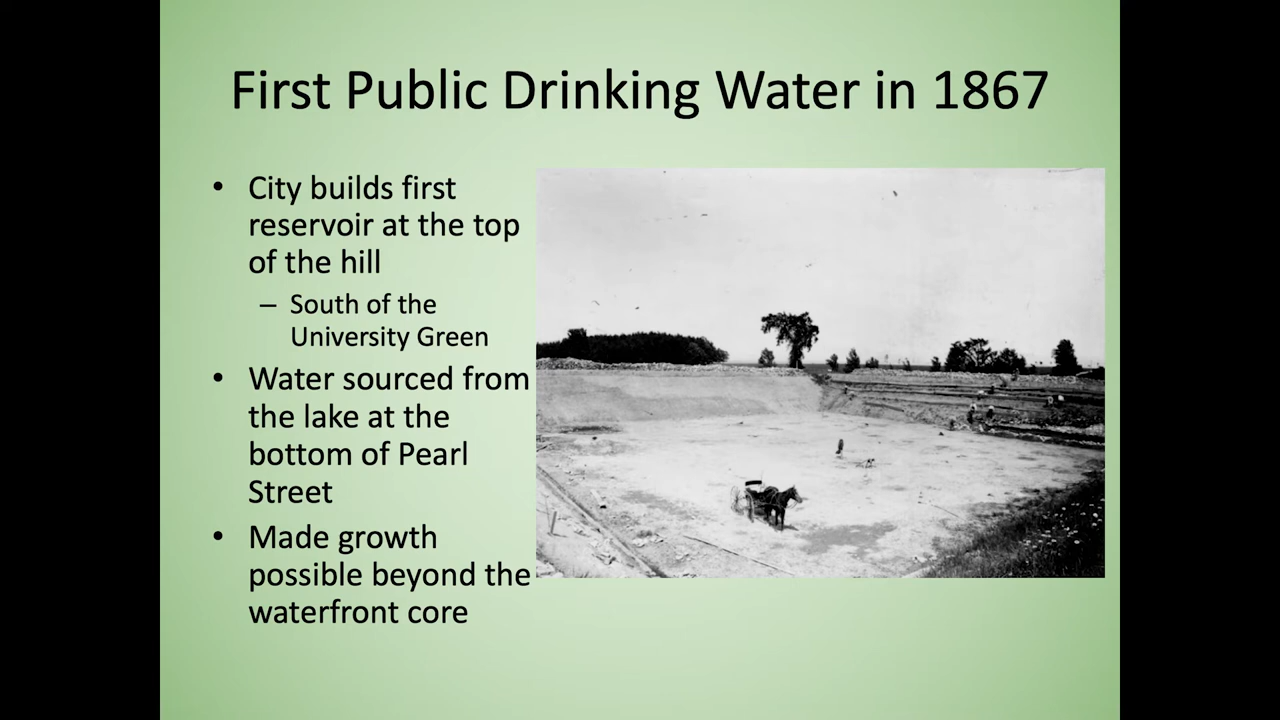 First Public Drinking Water in 1867
• City builds first
reservoir at the top
of the hill
– South of the
University Green
• Water sourced from
the lake at the
bottom of Pearl
Street
• Made growth
possible beyond the
waterfront core